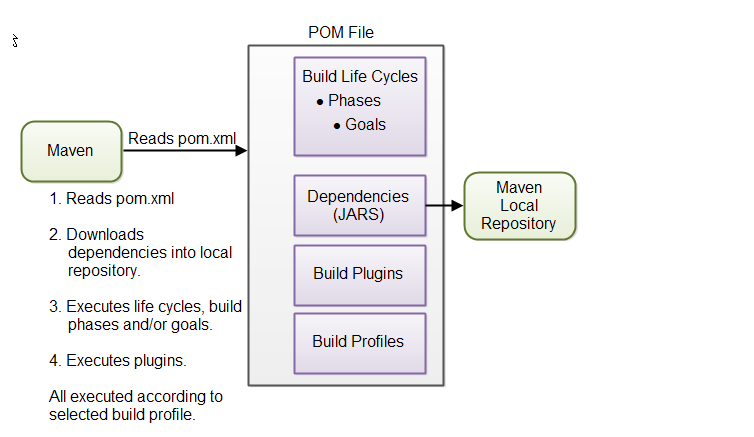 POM File
Build Life Cycles
• Phases
• Goals
Reads pom.xml
Maven
1. Reads pom.xml
2. Downloads
dependencies into local
repository.
3. Executes life cycles, build
phases and/or goals.
4. Executes plugins.
All executed according to
selected build profile.
Dependencies
(JARS)
Maven
Local
Repository
Build Plugins
Build Profiles